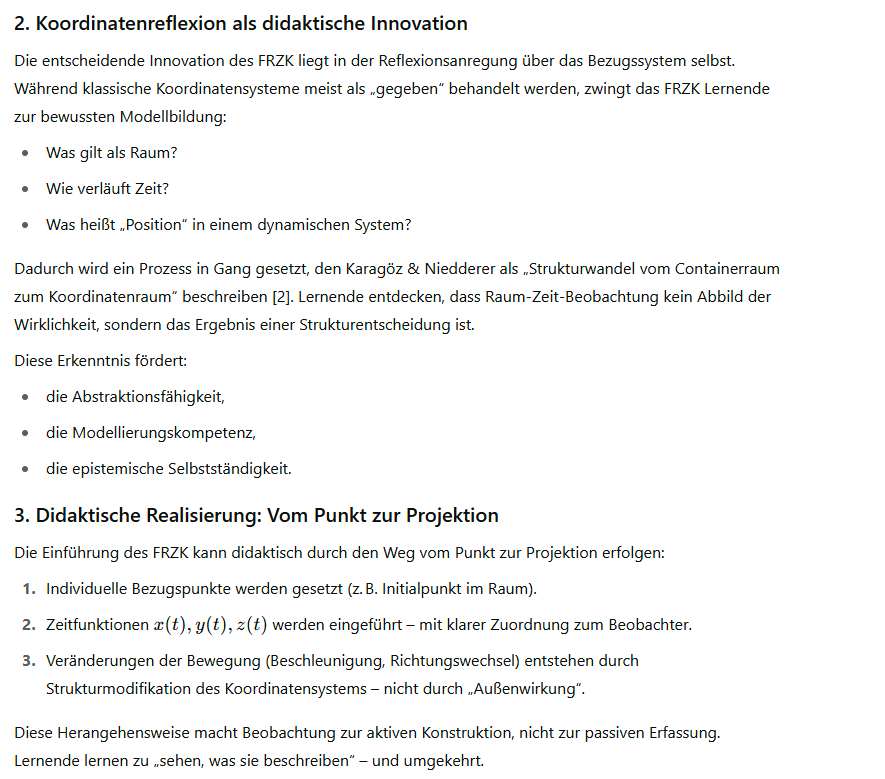 2. Koordinatenreflexion als didaktische Innovation
Die entscheidende Innovation des FRZK liegt in der Reflexionsanregung über das Bezugssystem selbst.
Während klassische Koordinatensysteme meist als „gegeben“ behandelt werden, zwingt das FRZK Lernende
zur bewussten Modellbildung:
• Was gilt als Raum?
• Wie verläuft Zeit?
• Was heißt „Position“ in einem dynamischen System?
Dadurch wird ein Prozess in Gang gesetzt, den Karagöz & Niedderer als „Strukturwandel vom Containerraum
zum Koordinatenraum“ beschreiben [2]. Lernende entdecken, dass Raum-Zeit-Beobachtung kein Abbild der
Wirklichkeit, sondern das Ergebnis einer Strukturentscheidung ist.
Diese Erkenntnis fördert:
• die Abstraktionsfähigkeit,
• die Modellierungskompetenz,
• die epistemische Selbstständigkeit.
3. Didaktische Realisierung: Vom Punkt zur Projektion
Die Einführung des FRZK kann didaktisch durch den Weg vom Punkt zur Projektion erfolgen:
1. Individuelle Bezugspunkte werden gesetzt (z. B. Initialpunkt im Raum).
2. Zeitfunktionen x(t), y(t), z(t) werden eingeführt – mit klarer Zuordnung zum Beobachter.
3. Veränderungen der Bewegung (Beschleunigung, Richtungswechsel) entstehen durch
Strukturmodifikation des Koordinatensystems – nicht durch „Außenwirkung“.
Diese Herangehensweise macht Beobachtung zur aktiven Konstruktion, nicht zur passiven Erfassung.
Lernende lernen zu „sehen, was sie beschreiben“ – und umgekehrt.